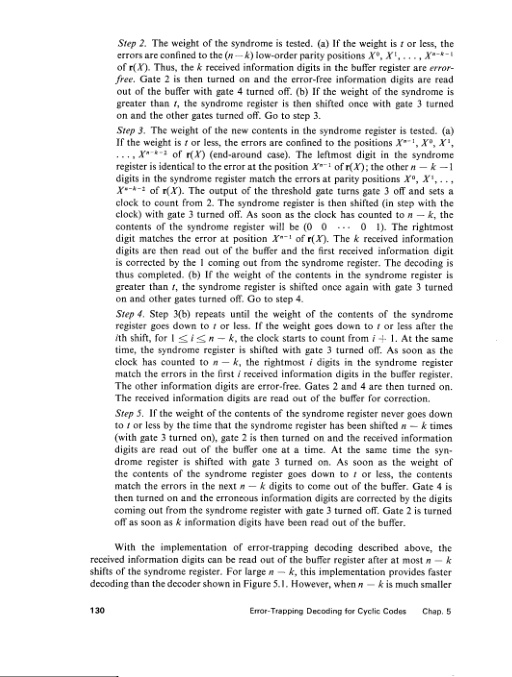 Step 2. The weight of the syndrome is tested. (a) If the weight is t or less, the
errors are confined to the (n − k) low-order parity positions X⁰, X¹, . . . , Xⁿ⁻ᵏ⁻¹
of r(X). Thus, the k received information digits in the buffer register are error-
free. Gate 2 is then turned on and the error-free information digits are read
out of the buffer with gate 4 turned off. (b) If the weight of the syndrome is
greater than t, the syndrome register is then shifted once with gate 3 turned
on and the other gates turned off. Go to step 3.
Step 3. The weight of the new contents in the syndrome register is tested. (a)
If the weight is t or less, the errors are confined to the positions Xⁿ⁻¹, X⁰, X¹,
. . . , Xⁿ⁻ᵏ⁻² of r(X) (end-around case). The leftmost digit in the syndrome
register is identical to the error at the position Xⁿ⁻¹ of r(X); the other n − k − 1
digits in the syndrome register match the errors at parity positions X⁰, X¹, . . ,
Xⁿ⁻ᵏ⁻² of r(X). The output of the threshold gate turns gate 3 off and sets a
clock to count from 2. The syndrome register is then shifted (in step with the
clock) with gate 3 turned off. As soon as the clock has counted to n − k, the
contents of the syndrome register will be (0 0 ··· 0 1). The rightmost
digit matches the error at position Xⁿ⁻¹ of r(X). The k received information
digits are then read out of the buffer and the first received information digit
is corrected by the 1 coming out from the syndrome register. The decoding is
thus completed. (b) If the weight of the contents in the syndrome register is
greater than t, the syndrome register is shifted once again with gate 3 turned
on and other gates turned off. Go to step 4.
Step 4. Step 3(b) repeats until the weight of the contents of the syndrome
register goes down to t or less. If the weight goes down to t or less after the
ith shift, for 1 ≤ i ≤ n − k, the clock starts to count from i + 1. At the same
time, the syndrome register is shifted with gate 3 turned off. As soon as the
clock has counted to n − k, the rightmost i digits in the syndrome register
match the errors in the first i received information digits in the buffer register.
The other information digits are error-free. Gates 2 and 4 are then turned on.
The received information digits are read out of the buffer for correction.
Step 5. If the weight of the contents of the syndrome register never goes down
to t or less by the time that the syndrome register has been shifted n − k times
(with gate 3 turned on), gate 2 is then turned on and the received information
digits are read out of the buffer one at a time. At the same time the syn-
drome register is shifted with gate 3 turned on. As soon as the weight of
the contents of the syndrome register goes down to t or less, the contents
match the errors in the next n − k digits to come out of the buffer. Gate 4 is
then turned on and the erroneous information digits are corrected by the digits
coming out from the syndrome register with gate 3 turned off. Gate 2 is turned
off as soon as k information digits have been read out of the buffer.
With the implementation of error-trapping decoding described above, the
received information digits can be read out of the buffer register after at most n − k
shifts of the syndrome register. For large n − k, this implementation provides faster
decoding than the decoder shown in Figure 5.1. However, when n − k is much smaller
130 Error-Trapping Decoding for Cyclic Codes Chap. 5